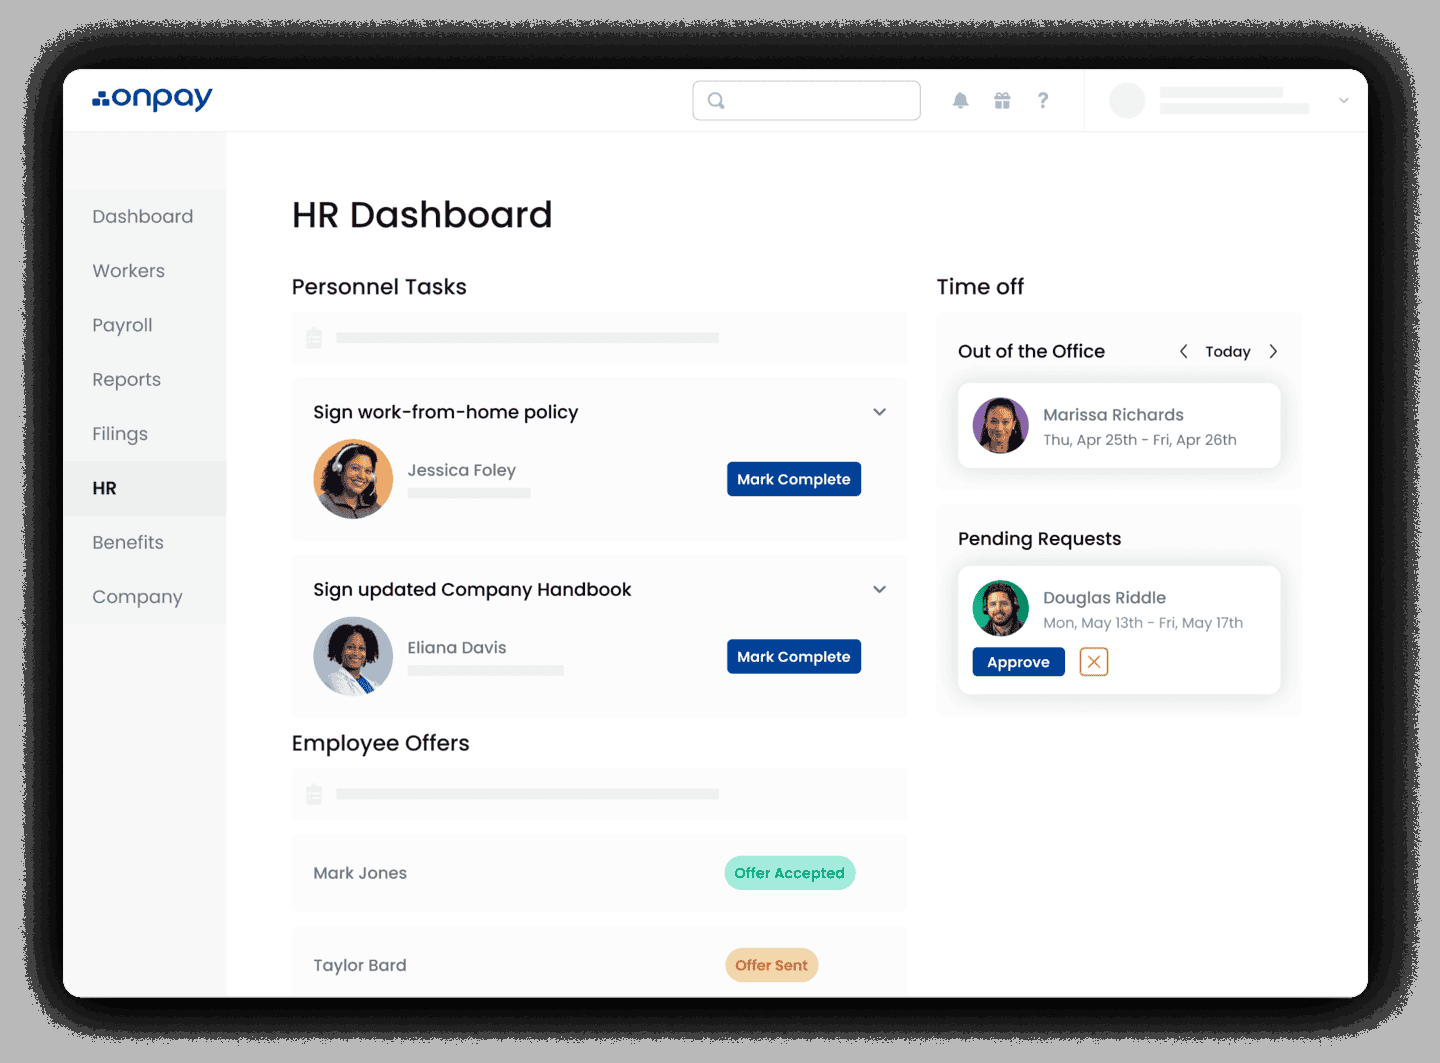 onpay
?
Dashboard
Workers
Payroll
Reports
Filings
HR
Benefits
Company
HR Dashboard
Personnel Tasks
Sign work-from-home policy
Jessica Foley
Mark Complete
Sign updated Company Handbook
Eliana Davis
Mark Complete
Employee Offers
Mark Jones
Offer Accepted
Taylor Bard
Offer Sent
Time off
Out of the Office
Today
Marissa Richards
Thu, Apr 25th - Fri, Apr 26th
Pending Requests
Douglas Riddle
Mon, May 13th - Fri, May 17th
Approve